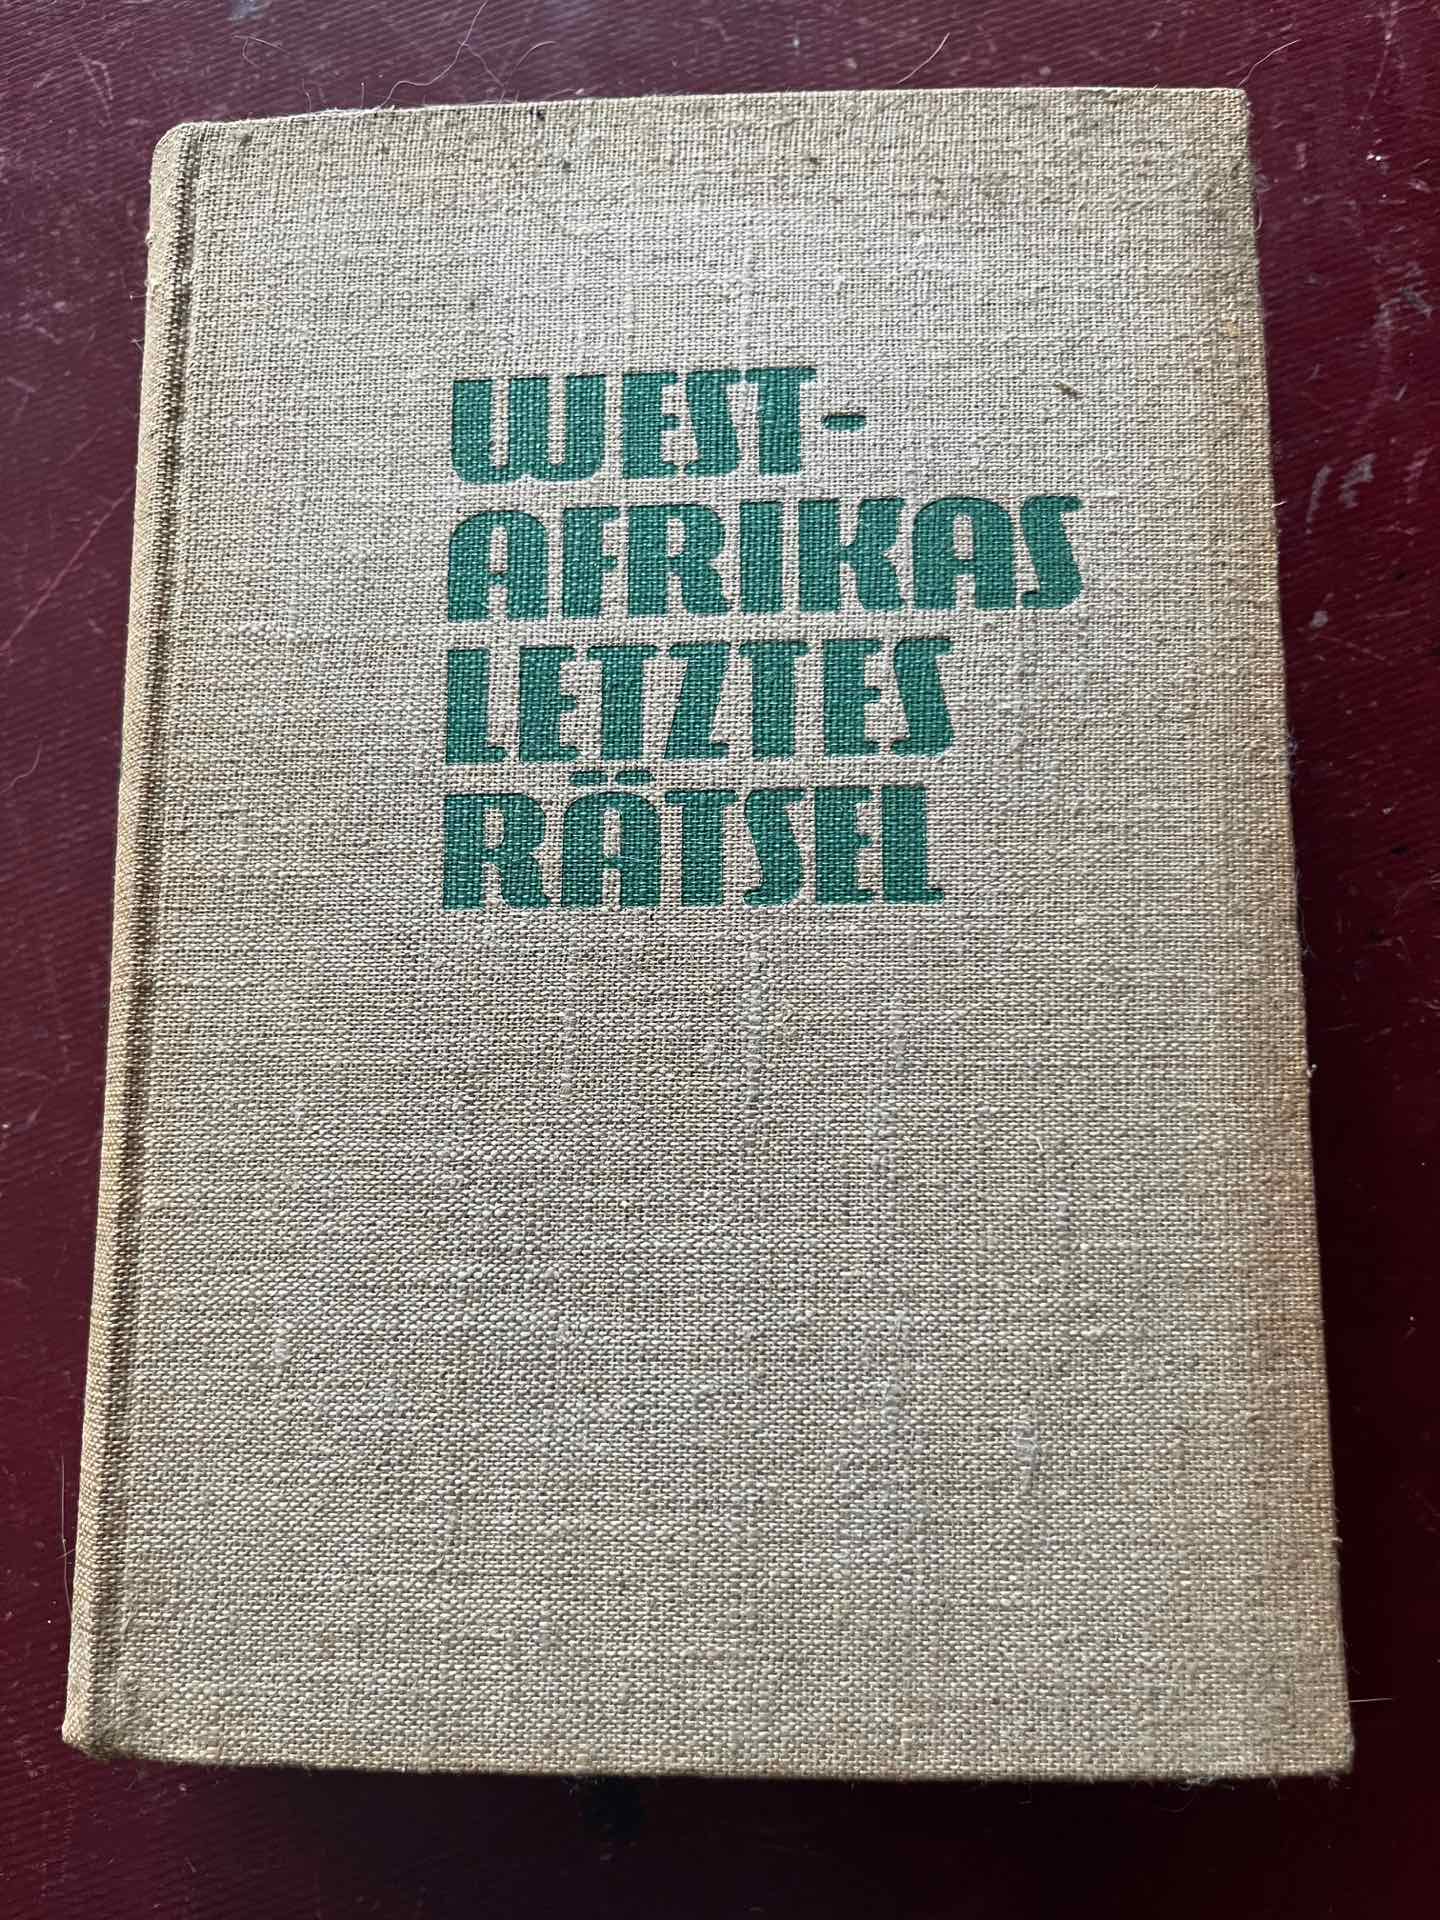 WEST-
AFRIKAS
LETZTES
RÄTSEL